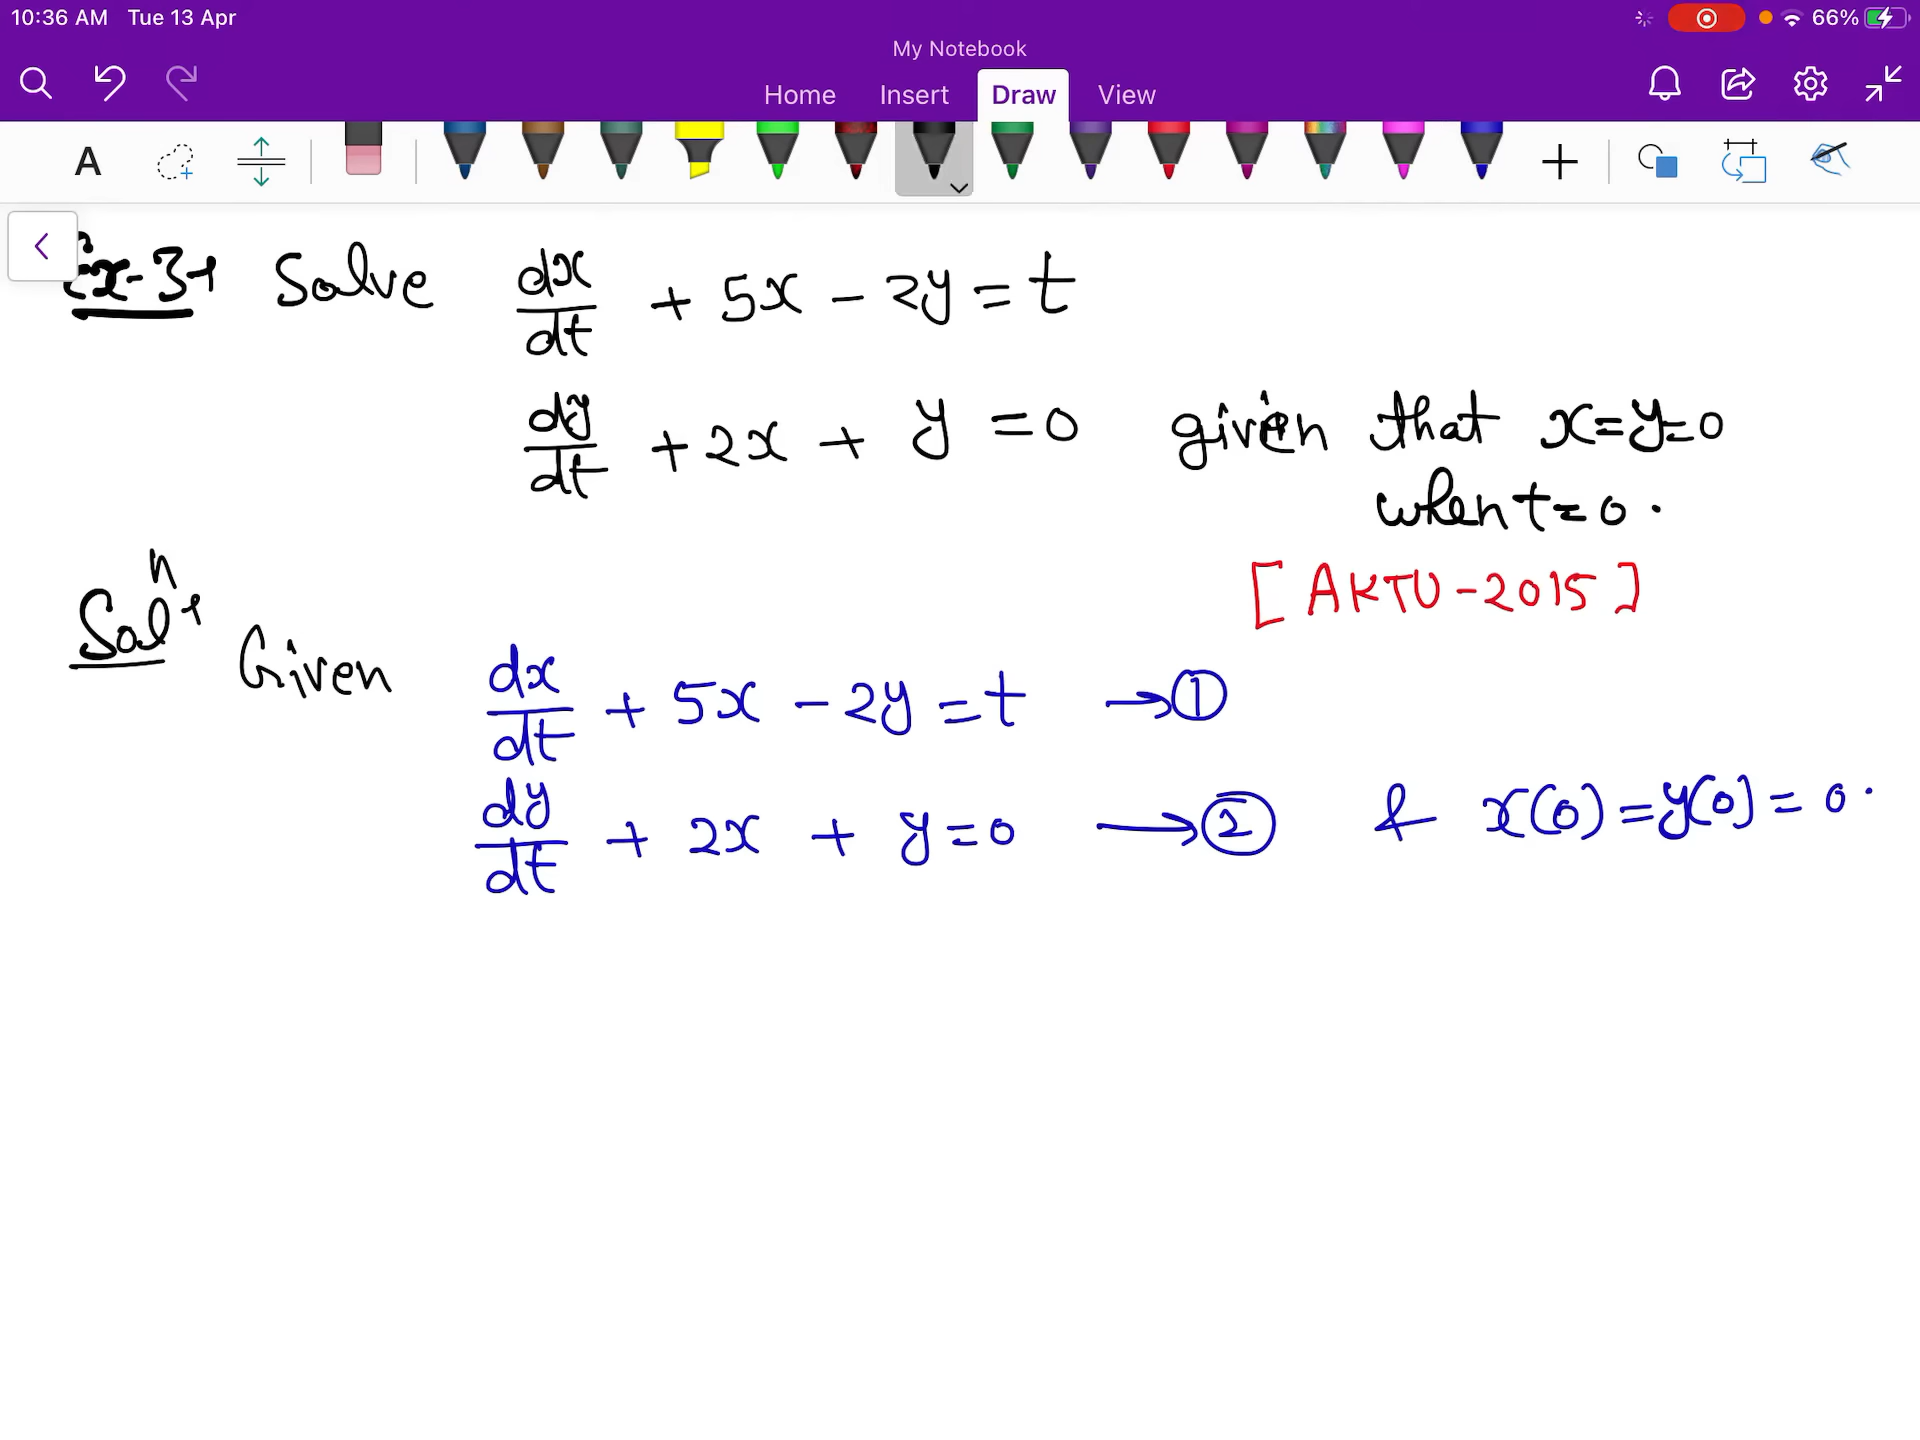 10:36 AM Tue 13 Apr 66%
My Notebook
Home Insert Draw View
A
Ex-3→ Solve dx/dt + 5x - 2y = t
dy/dt + 2x + y = 0 given that x=y=0
when t=0.
[AKTU-2015]
Solⁿ→
Given dx/dt + 5x - 2y = t → ①
dy/dt + 2x + y = 0 → ② & x(0) = y(0) = 0.